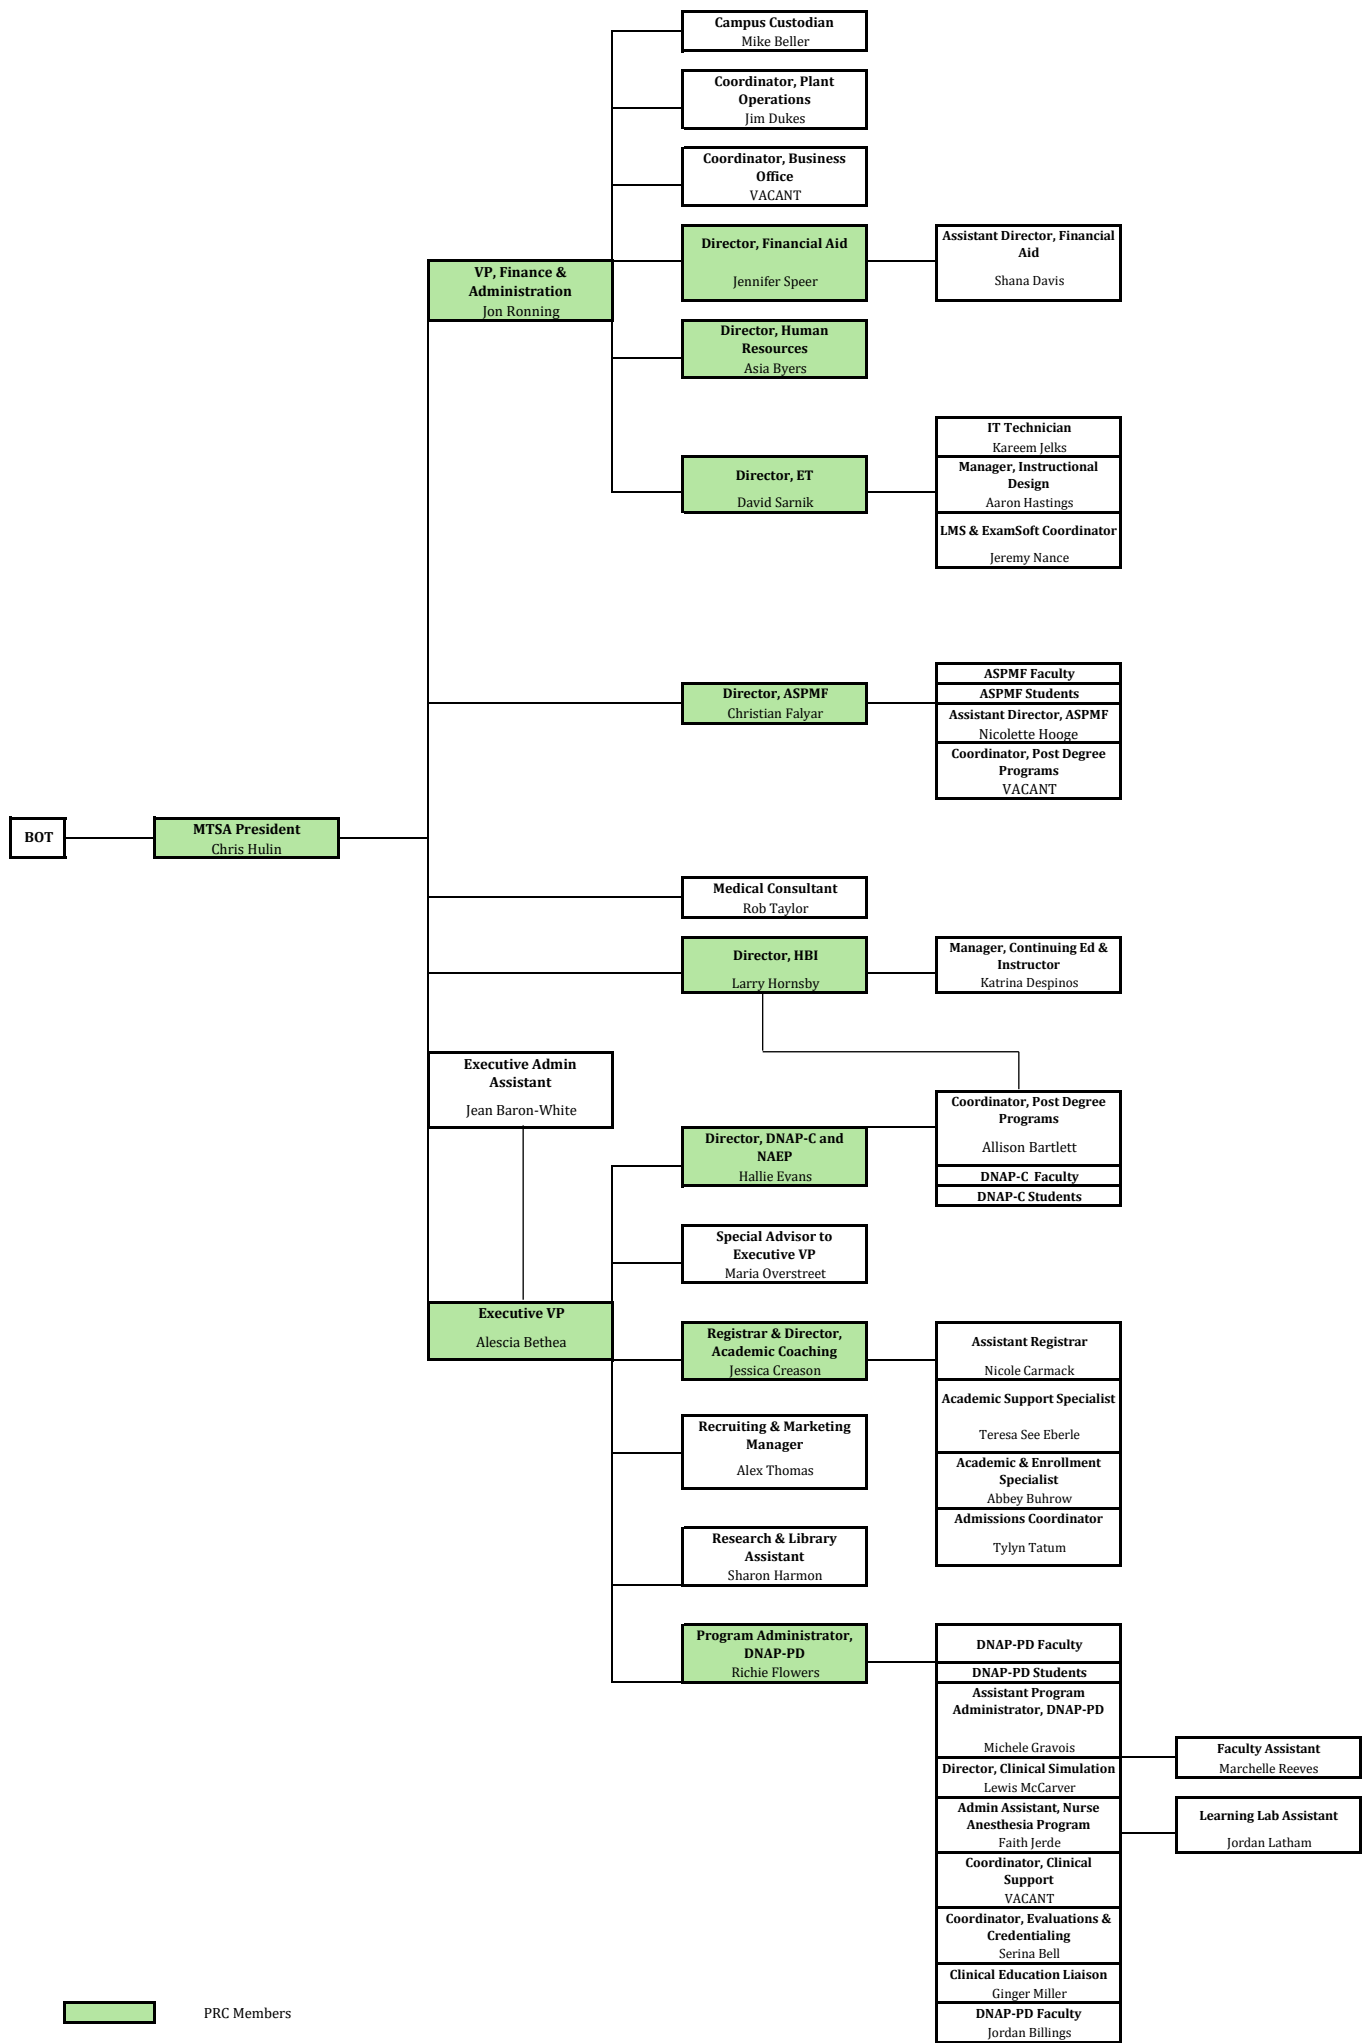 Campus Custodian
Mike Beller
Coordinator, Plant
Operations
Jim Dukes
Coordinator, Business
Office
VACANT
Director, Financial Aid
Jennifer Speer
Assistant Director, Financial
Aid
Shana Davis
VP, Finance &
Administration
Jon Ronning
Director, Human
Resources
Asia Byers
Director, ET
David Sarnik
IT Technician
Kareem Jelks
Manager, Instructional
Design
Aaron Hastings
LMS & ExamSoft Coordinator
Jeremy Nance
Director, ASPMF
Christian Falyar
ASPMF Faculty
ASPMF Students
Assistant Director, ASPMF
Nicolette Hooge
Coordinator, Post Degree
Programs
VACANT
BOT
MTSA President
Chris Hulin
Medical Consultant
Rob Taylor
Director, HBI
Larry Hornsby
Manager, Continuing Ed &
Instructor
Katrina Despinos
Executive Admin
Assistant
Jean Baron-White
Director, DNAP-C and
NAEP
Hallie Evans
Coordinator, Post Degree
Programs
Allison Bartlett
DNAP-C Faculty
DNAP-C Students
Special Advisor to
Executive VP
Maria Overstreet
Executive VP
Alescia Bethea
Registrar & Director,
Academic Coaching
Jessica Creason
Assistant Registrar
Nicole Carmack
Academic Support Specialist
Teresa See Eberle
Academic & Enrollment
Specialist
Abbey Buhrow
Admissions Coordinator
Tylyn Tatum
Recruiting & Marketing
Manager
Alex Thomas
Research & Library
Assistant
Sharon Harmon
Program Administrator,
DNAP-PD
Richie Flowers
DNAP-PD Faculty
DNAP-PD Students
Assistant Program
Administrator, DNAP-PD
Michele Gravois
Director, Clinical Simulation
Lewis McCarver
Admin Assistant, Nurse
Anesthesia Program
Faith Jerde
Coordinator, Clinical
Support
VACANT
Coordinator, Evaluations &
Credentialing
Serina Bell
Clinical Education Liaison
Ginger Miller
DNAP-PD Faculty
Jordan Billings
Faculty Assistant
Marchelle Reeves
Learning Lab Assistant
Jordan Latham
PRC Members